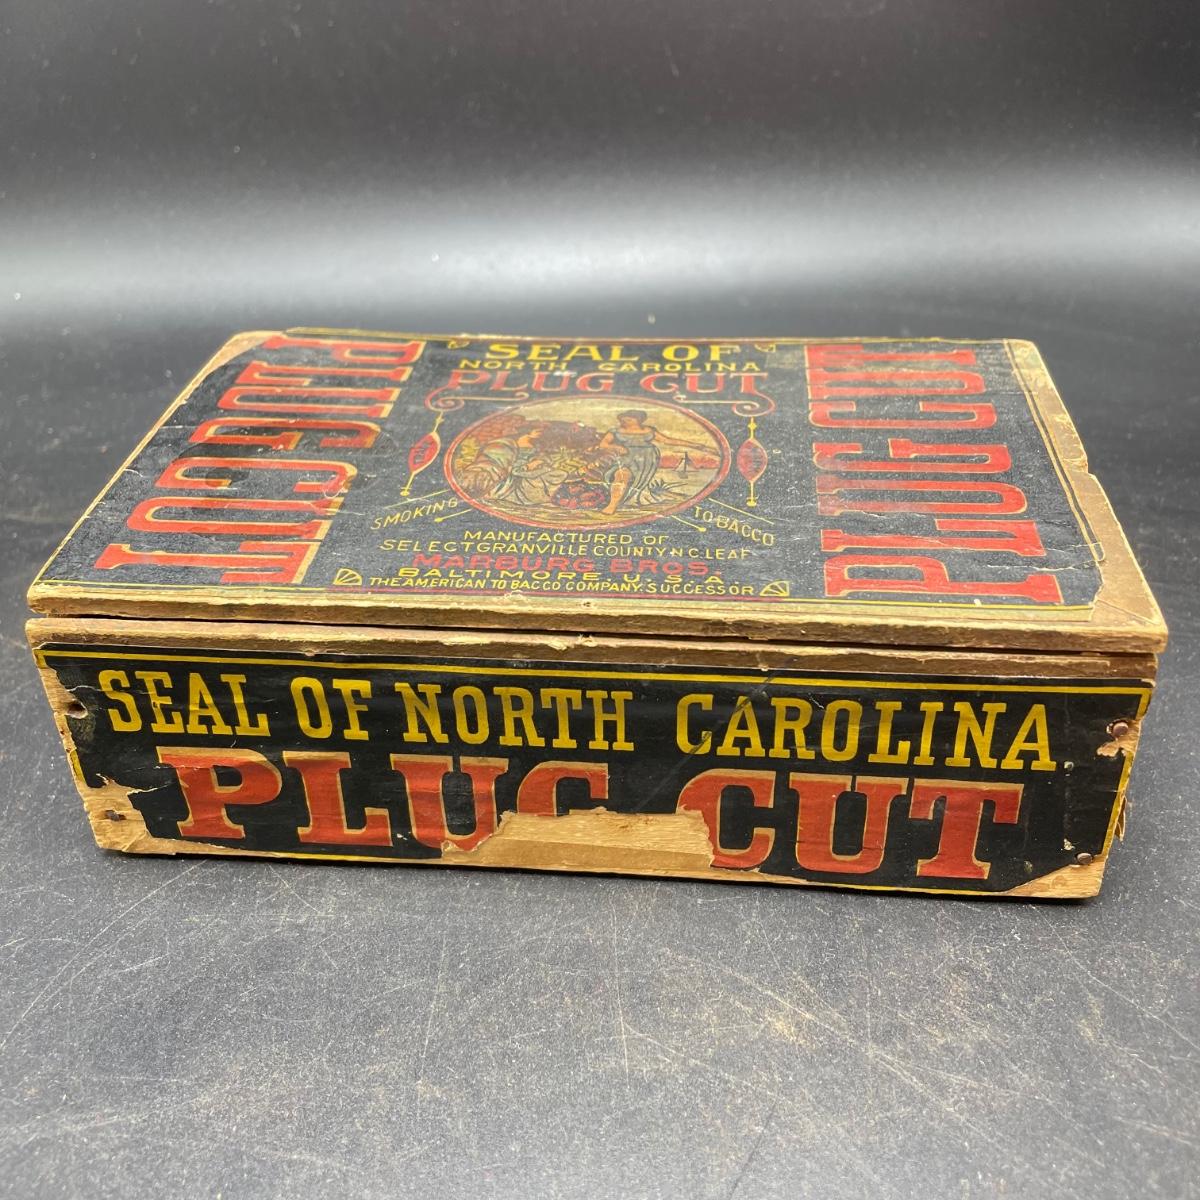 SEAL OF
NORTH CAROLINA
PLUG CUT
PLUG CUT
PLUG CUT
SMOKING
TOBACCO
MANUFACTURED OF
SELECT GRANVILLE COUNTY N C LEAF
MARBURG BROS.
BALTIMORE U.S.A.
THE AMERICAN TOBACCO COMPANY. SUCCESSOR
SEAL OF NORTH CAROLINA
PLUG CUT